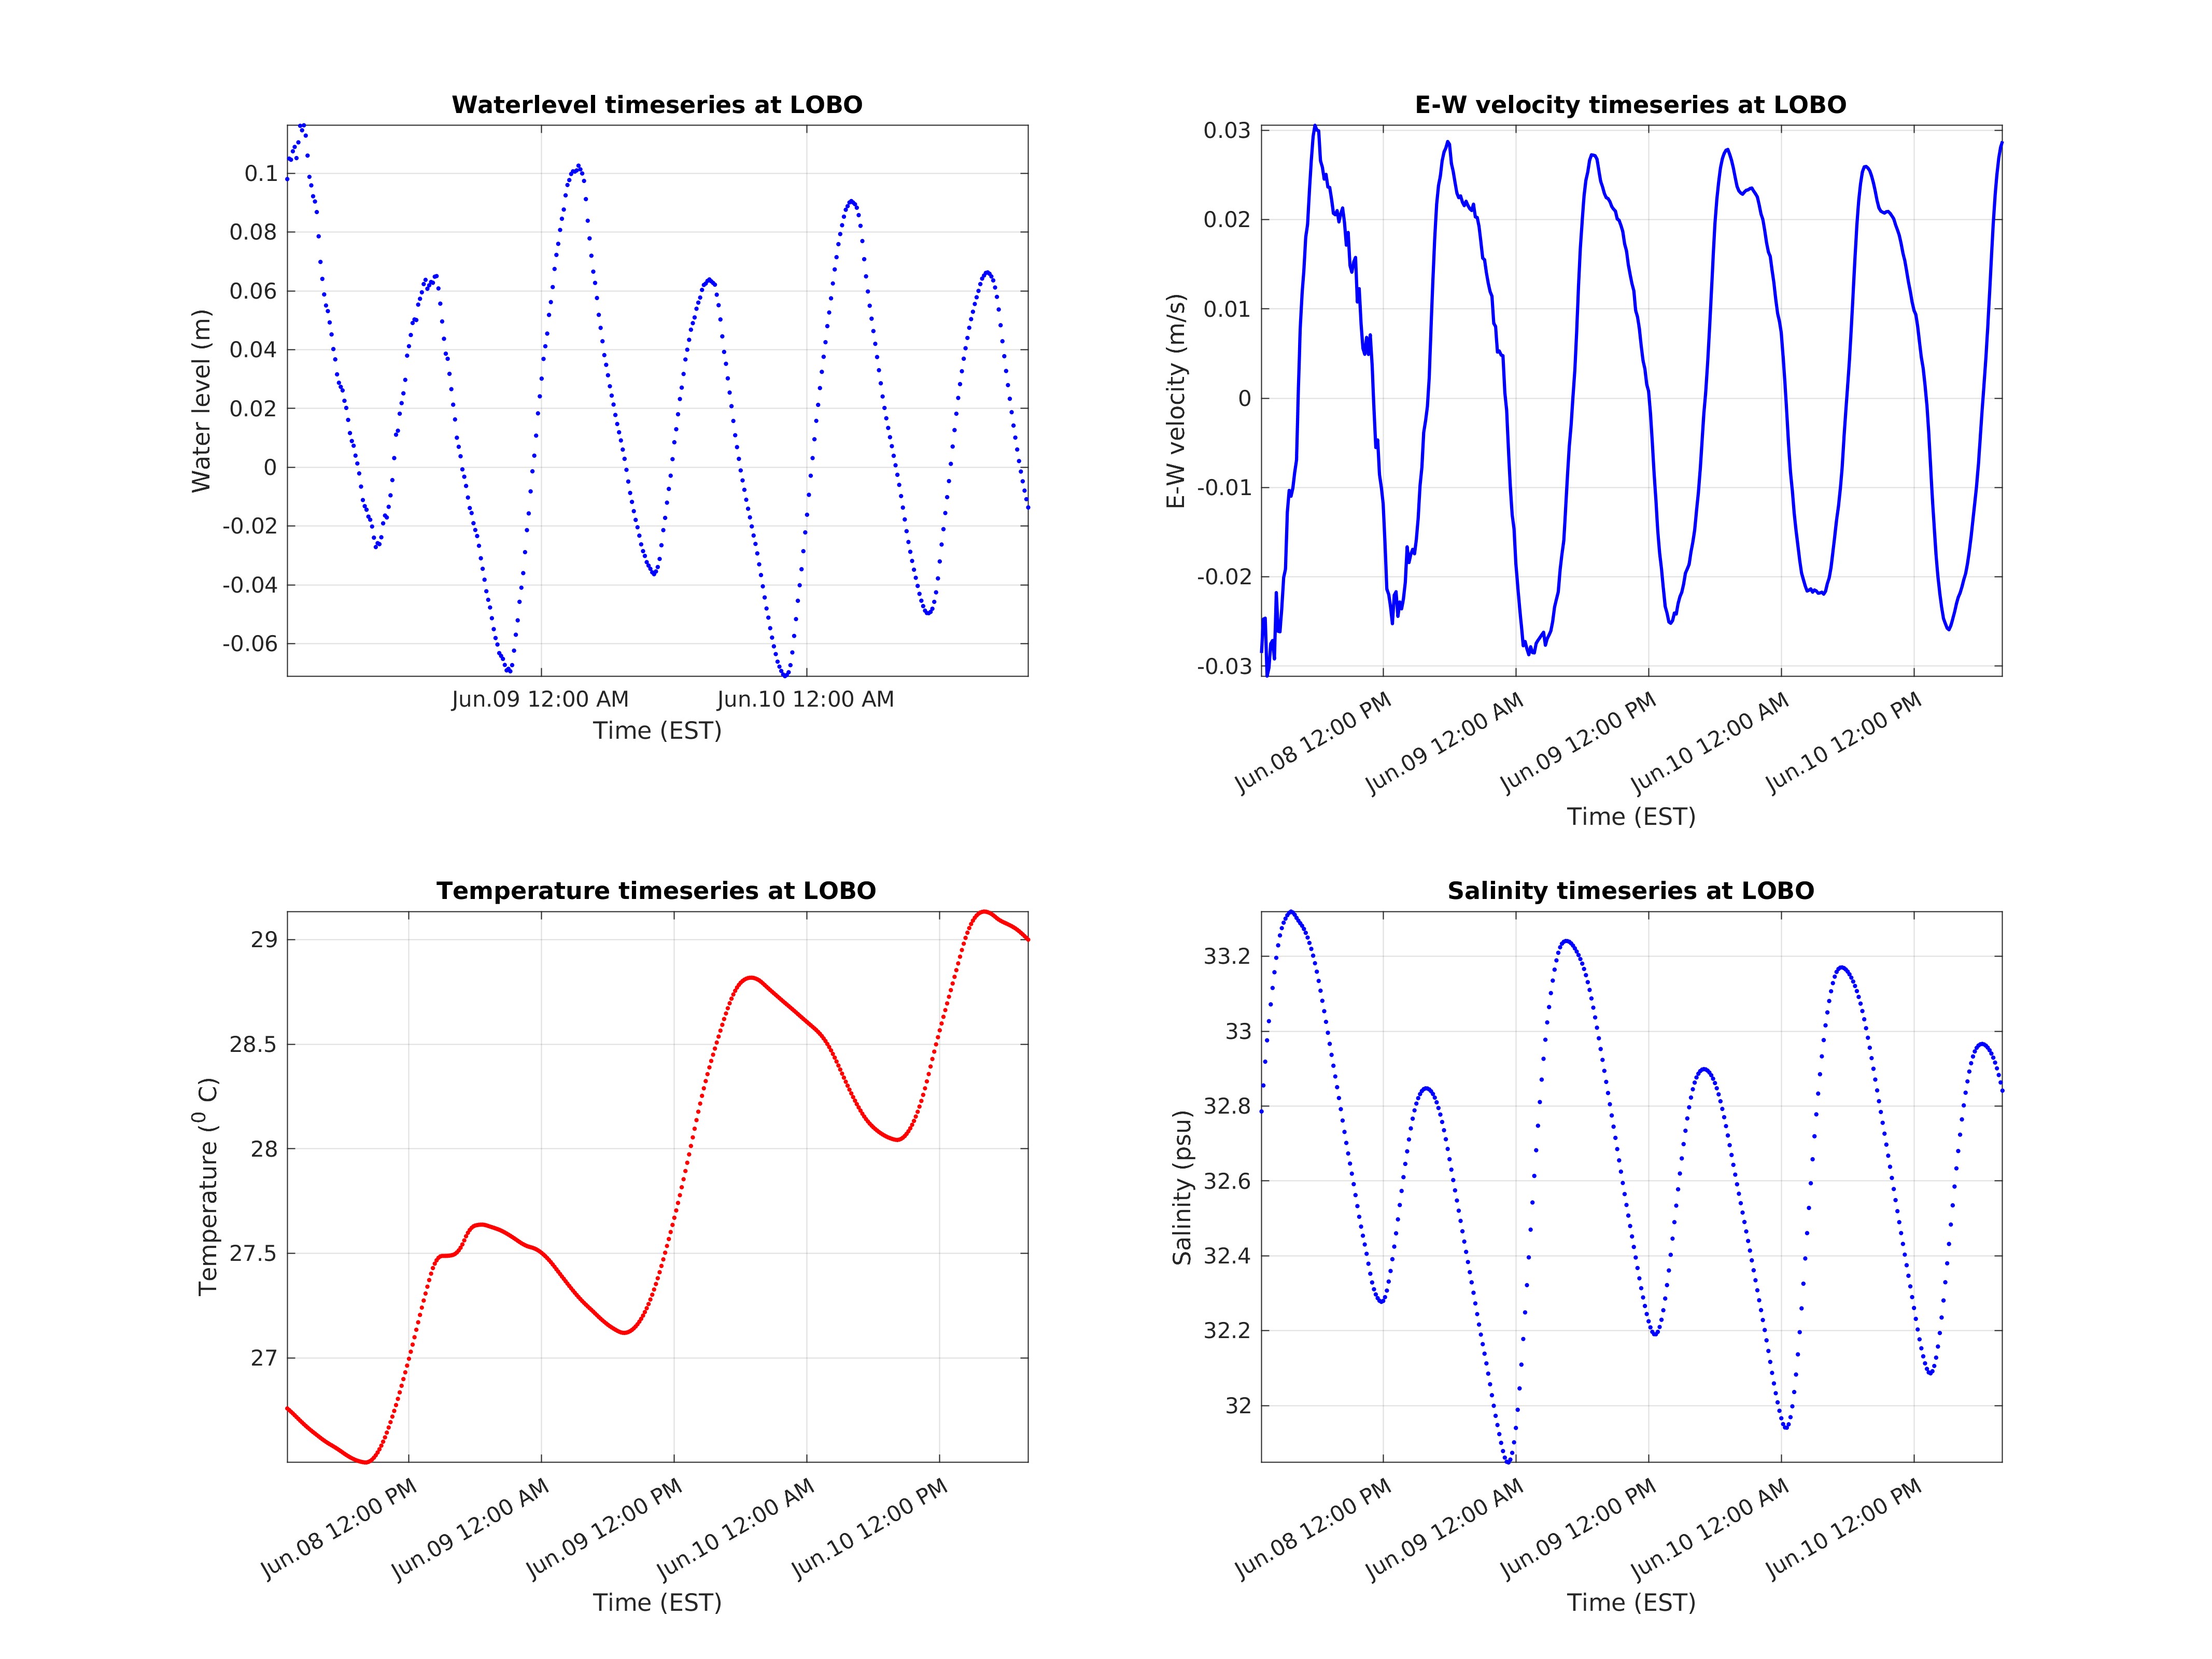 Waterlevel timeseries at LOBO
0.1
0.08
0.06
0.04
0.02
0
-0.02
-0.04
-0.06
Water level (m)
Jun.09 12:00 AM
Jun.10 12:00 AM
Time (EST)
E-W velocity timeseries at LOBO
0.03
0.02
0.01
0
-0.01
-0.02
-0.03
E-W velocity (m/s)
Jun.08 12:00 PM
Jun.09 12:00 AM
Jun.09 12:00 PM
Jun.10 12:00 AM
Jun.10 12:00 PM
Time (EST)
Temperature timeseries at LOBO
29
28.5
28
27.5
27
Temperature (⁰ C)
Jun.08 12:00 PM
Jun.09 12:00 AM
Jun.09 12:00 PM
Jun.10 12:00 AM
Jun.10 12:00 PM
Time (EST)
Salinity timeseries at LOBO
33.2
33
32.8
32.6
32.4
32.2
32
Salinity (psu)
Jun.08 12:00 PM
Jun.09 12:00 AM
Jun.09 12:00 PM
Jun.10 12:00 AM
Jun.10 12:00 PM
Time (EST)